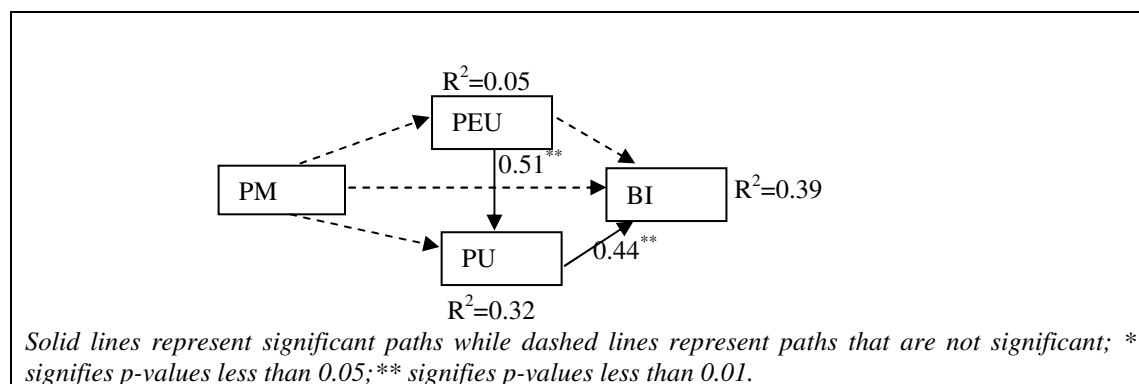 R²=0.05
PEU
0.51**
PM
BI
R²=0.39
PU
0.44**
R²=0.32
Solid lines represent significant paths while dashed lines represent paths that are not significant; *
signifies p-values less than 0.05;** signifies p-values less than 0.01.